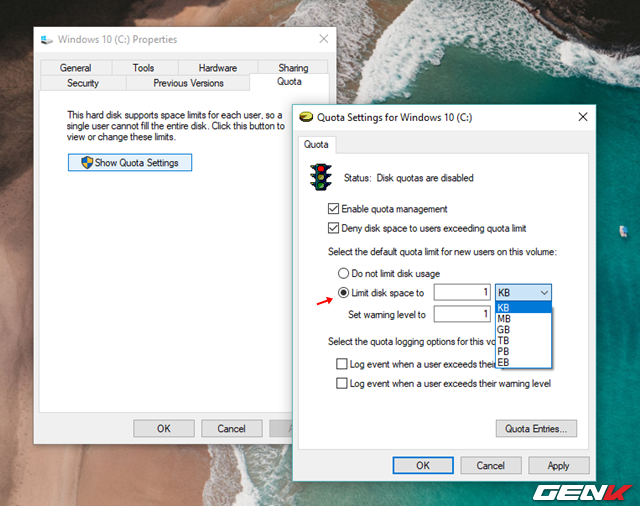 Windows 10 (C:) Properties
General Tools Hardware Sharing
Security Previous Versions Quota
This hard disk supports space limits for each user, so a
single user cannot fill the entire disk. Click this button to
view or change these limits.
Show Quota Settings
OK Cancel
Quota Settings for Windows 10 (C:)
Quota
Status: Disk quotas are disabled
Enable quota management
Deny disk space to users exceeding quota limit
Select the default quota limit for new users on this volume:
Do not limit disk usage
Limit disk space to 1 KB
KB
MB
GB
TB
PB
EB
Set warning level to 1
Select the quota logging options for this vo
Log event when a user exceeds their
Log event when a user exceeds their warning level
Quota Entries...
OK Cancel Apply
GENK